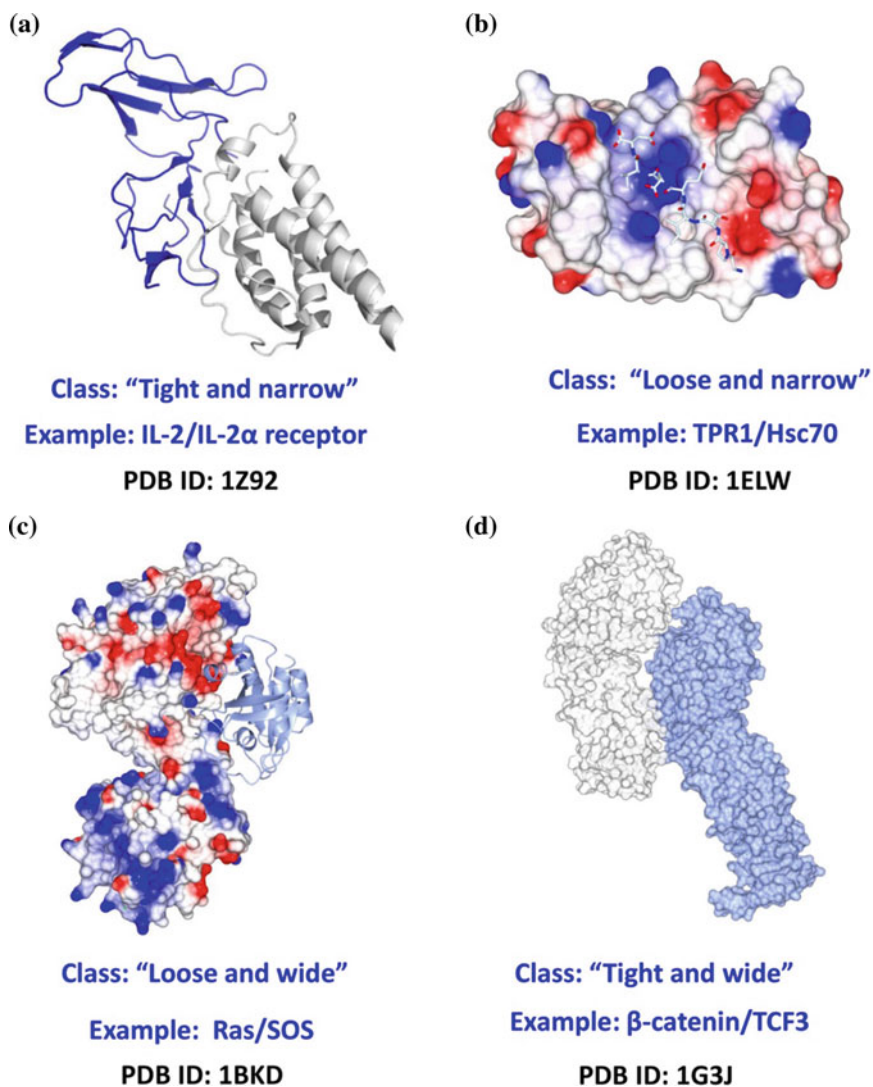 (a)
(b)
Class: “Tight and narrow”
Example: IL-2/IL-2α receptor
PDB ID: 1Z92
Class: “Loose and narrow”
Example: TPR1/Hsc70
PDB ID: 1ELW
(c)
(d)
Class: “Loose and wide”
Example: Ras/SOS
PDB ID: 1BKD
Class: “Tight and wide”
Example: β-catenin/TCF3
PDB ID: 1G3J